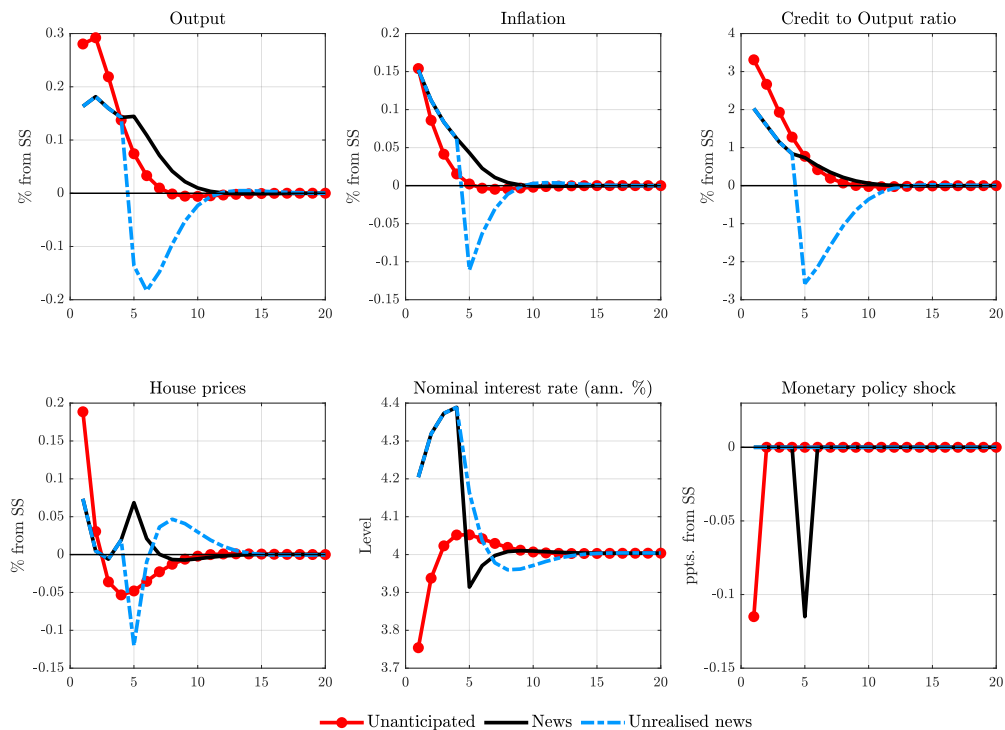 Output
Inflation
Credit to Output ratio
% from SS
0.3
0.2
0.1
0
-0.1
-0.2
0 5 10 15 20
% from SS
0.15
0.1
0.05
0
-0.05
-0.1
-0.15
0 5 10 15 20
% from SS
4
3
2
1
0
-1
-2
-3
0 5 10 15 20
House prices
Nominal interest rate (ann. %)
Monetary policy shock
% from SS
0.2
0.15
0.1
0.05
0
-0.05
-0.1
-0.15
0 5 10 15 20
Level
4.4
4.3
4.2
4.1
4
3.9
3.8
3.7
0 5 10 15 20
ppts. from SS
0
-0.05
-0.1
-0.15
0 5 10 15 20
Unanticipated News Unrealised news